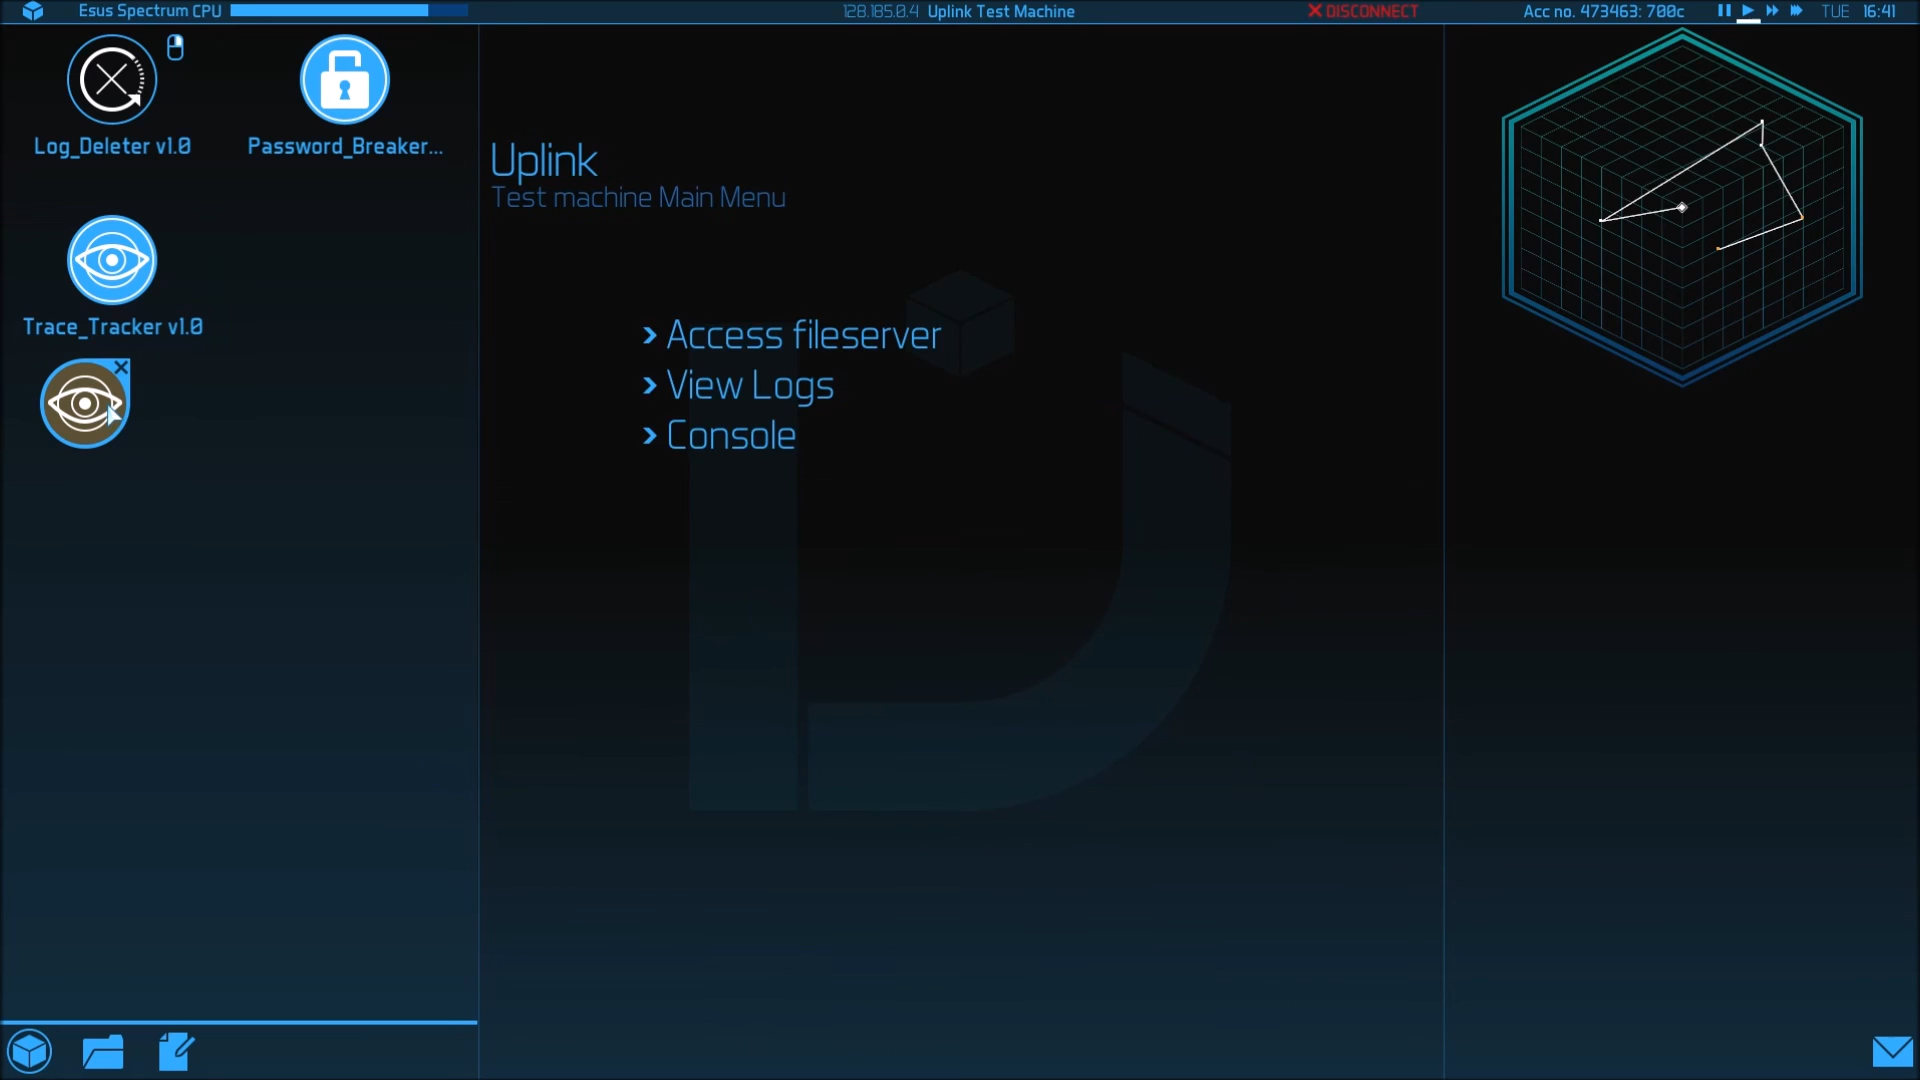 Esus Spectrum CPU
128.185.0.4 Uplink Test Machine
DISCONNECT
Acc no. 473463: 700c
TUE 16:41
Log_Deleter v1.0
Password_Breaker...
Trace_Tracker v1.0
Uplink
Test machine Main Menu
Access fileserver
View Logs
Console